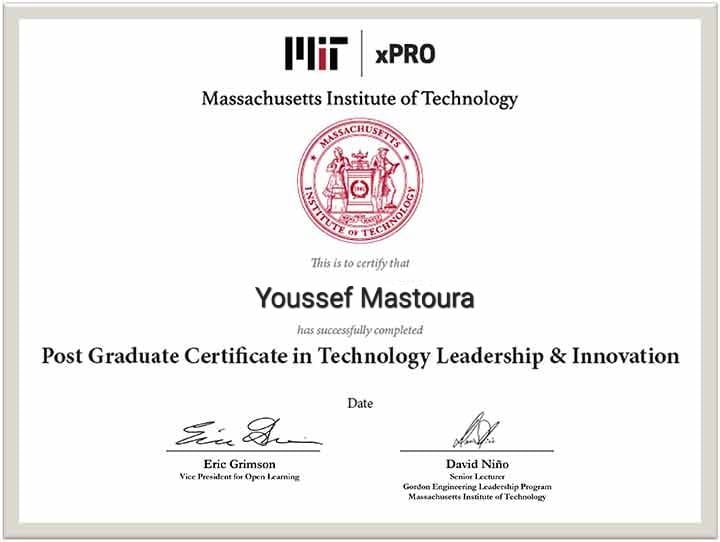 MIT xPRO
Massachusetts Institute of Technology
MASSACHUSETTS
INSTITUTE OF TECHNOLOGY
This is to certify that
Youssef Mastoura
has successfully completed
Post Graduate Certificate in Technology Leadership & Innovation
Date
Eric Grimson
Vice President for Open Learning
David Niño
Senior Lecturer
Gordon Engineering Leadership Program
Massachusetts Institute of Technology